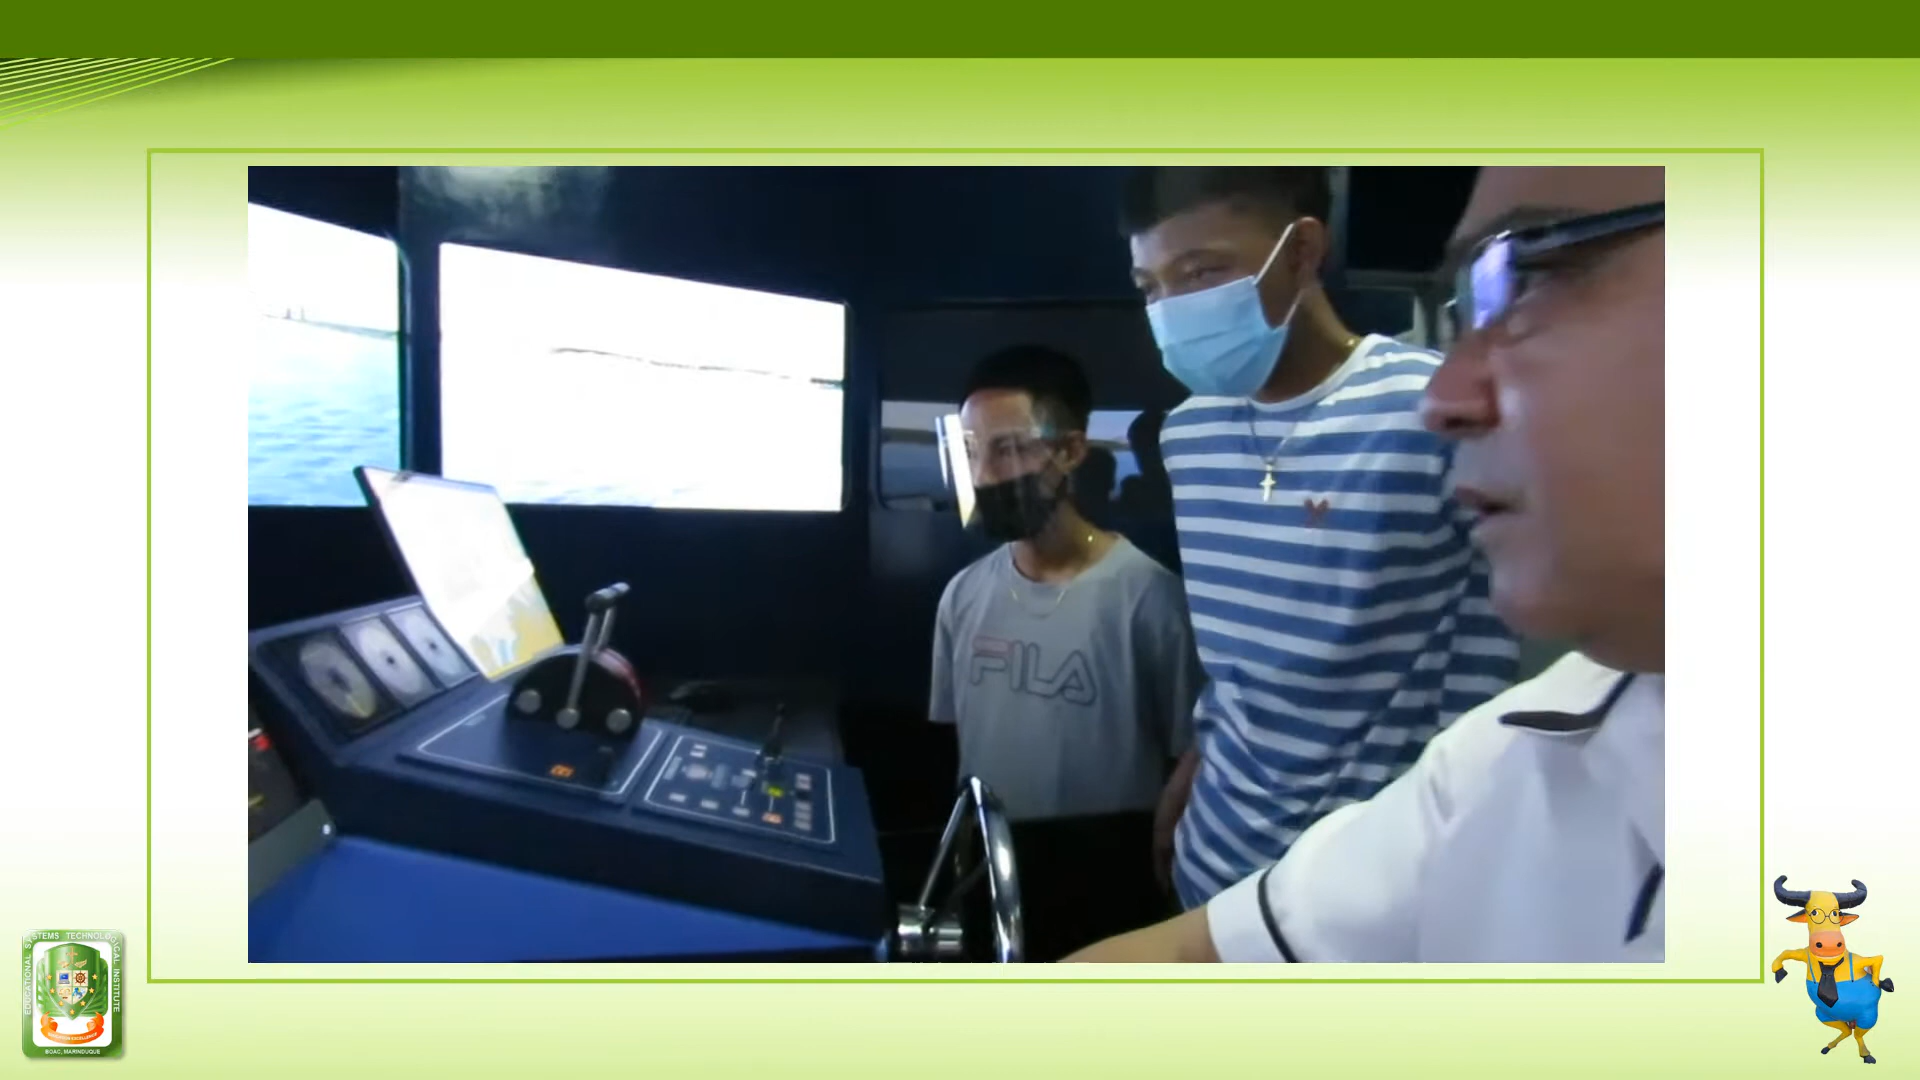 FILA
EDUCATIONAL SYSTEMS TECHNOLOGICAL INSTITUTE
BOAC, MARINDUQUE